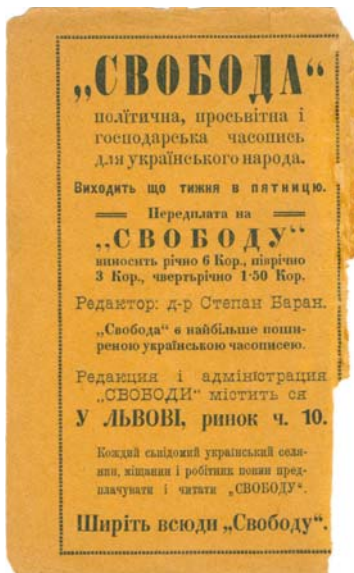 „СВОБОДА“
полїтична, просьвітна і
господарська часопись
для українського народа.
Виходить що тижня в пятницю.
Передплата на
„СВОБОДУ“
виносить річно 6 Кор., піврічно
3 Кор., чвертьрічно 1·50 Кор.
Редактор: д-р Степан Баран.
„Свобода“ є найбільше поши-
реною українською часописею.
Редакция і адмінїстрация
„СВОБОДИ“ містить ся
У ЛЬВОВІ, ринок ч. 10.
Кождий сьвідомий український селя-
нин, міщанин і робітник повин пред-
плачувати і читати „СВОБОДУ“.
Ширіть всюди „Свободу“.